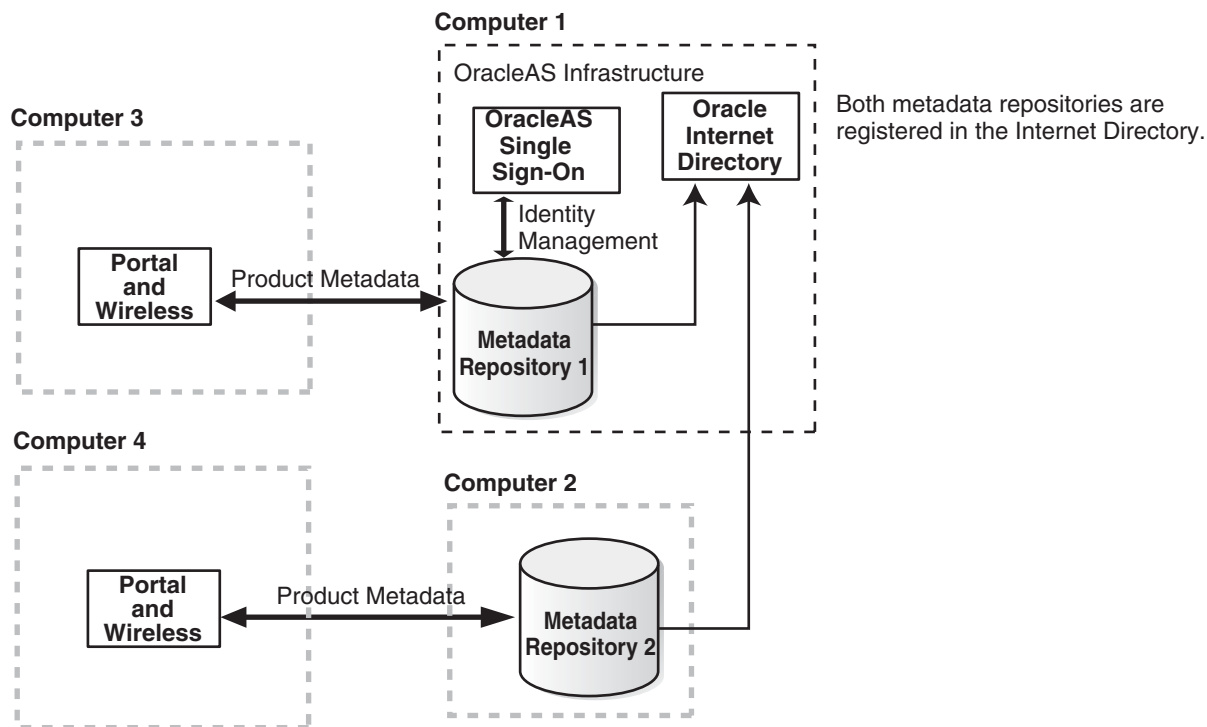 Computer 1
OracleAS Infrastructure
OracleAS
Single
Sign-On
Oracle
Internet
Directory
Both metadata repositories are
registered in the Internet Directory.
Computer 3
Identity
Management
Portal
and
Wireless
Product Metadata
Metadata
Repository 1
Computer 4
Computer 2
Portal
and
Wireless
Product Metadata
Metadata
Repository 2